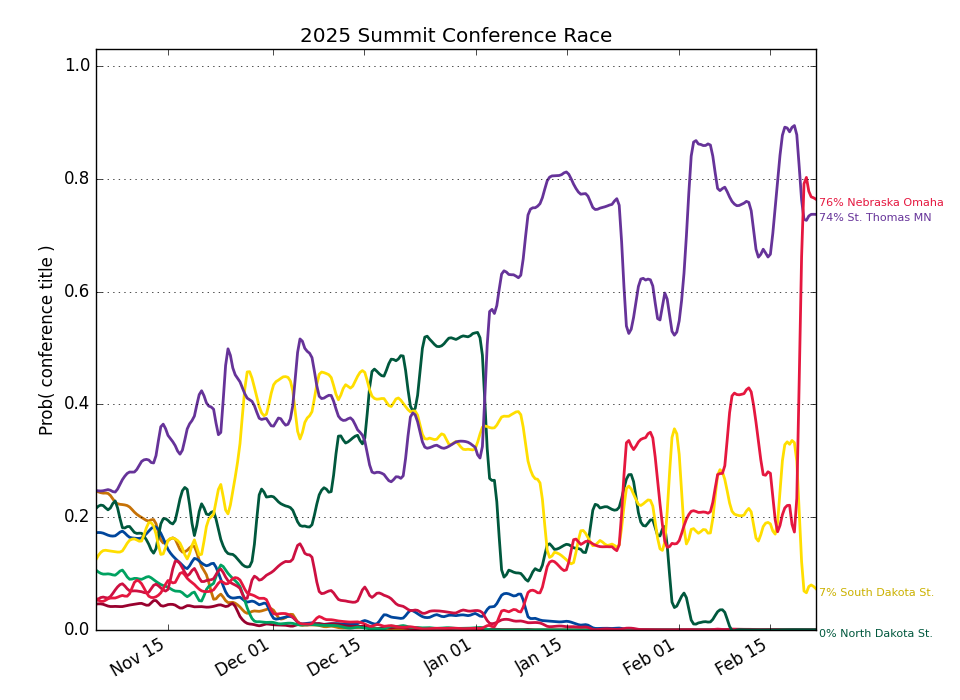 2025 Summit Conference Race
1.0
0.8
0.6
0.4
0.2
0.0
Prob( conference title )
76% Nebraska Omaha
74% St. Thomas MN
7% South Dakota St.
0% North Dakota St.
Nov 15
Dec 01
Dec 15
Jan 01
Jan 15
Feb 01
Feb 15